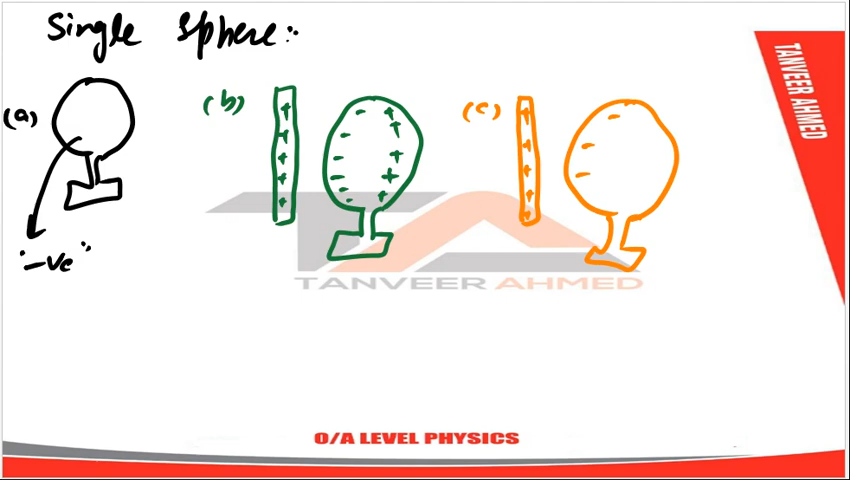 Single Sphere:-
(a)
"-ve"
(b)
+
+
+
+
+
- - - - - - -
+ + + + +
(c)
+
+
+
+
+
- - -
TANVEER AHMED
TANVEER AHMED
O/A LEVEL PHYSICS